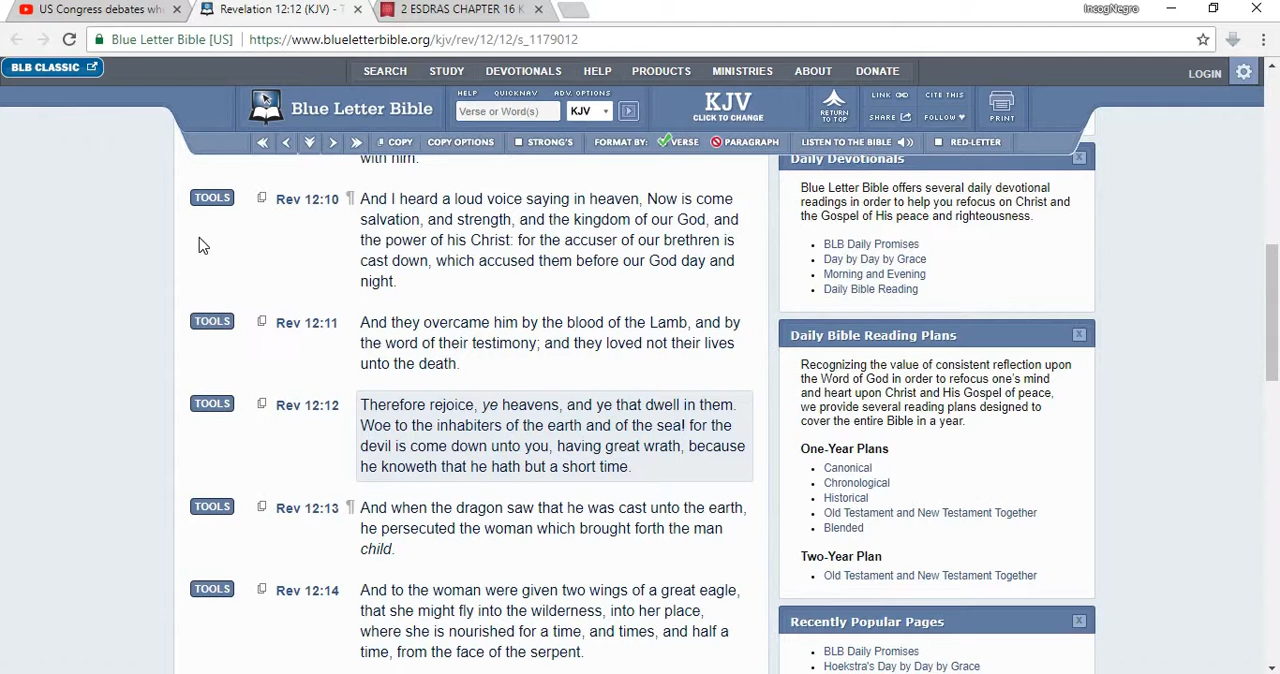 US Congress debates wh
Revelation 12:12 (KJV) - T
2 ESDRAS CHAPTER 16 K
IncogNegro
Blue Letter Bible [US]
https://www.blueletterbible.org/kjv/rev/12/12/s_1179012
BLB CLASSIC
SEARCH STUDY DEVOTIONALS HELP PRODUCTS MINISTRIES ABOUT DONATE
LOGIN
Blue Letter Bible
HELP QUICKNAV ADV. OPTIONS
Verse or Word(s)
KJV
KJV
CLICK TO CHANGE
RETURN
TO TOP
LINK CITE THIS
SHARE FOLLOW
PRINT
COPY COPY OPTIONS STRONG'S FORMAT BY: VERSE PARAGRAPH LISTEN TO THE BIBLE RED-LETTER
with him.
TOOLS Rev 12:10 ¶ And I heard a loud voice saying in heaven, Now is come
salvation, and strength, and the kingdom of our God, and
the power of his Christ: for the accuser of our brethren is
cast down, which accused them before our God day and
night.
TOOLS Rev 12:11 And they overcame him by the blood of the Lamb, and by
the word of their testimony; and they loved not their lives
unto the death.
TOOLS Rev 12:12 Therefore rejoice, ye heavens, and ye that dwell in them.
Woe to the inhabiters of the earth and of the sea! for the
devil is come down unto you, having great wrath, because
he knoweth that he hath but a short time.
TOOLS Rev 12:13 ¶ And when the dragon saw that he was cast unto the earth,
he persecuted the woman which brought forth the man
child.
TOOLS Rev 12:14 And to the woman were given two wings of a great eagle,
that she might fly into the wilderness, into her place,
where she is nourished for a time, and times, and half a
time, from the face of the serpent.
Daily Devotionals
Blue Letter Bible offers several daily devotional
readings in order to help you refocus on Christ and
the Gospel of His peace and righteousness.
BLB Daily Promises
Day by Day by Grace
Morning and Evening
Daily Bible Reading
Daily Bible Reading Plans
Recognizing the value of consistent reflection upon
the Word of God in order to refocus one's mind
and heart upon Christ and His Gospel of peace,
we provide several reading plans designed to
cover the entire Bible in a year.
One-Year Plans
Canonical
Chronological
Historical
Old Testament and New Testament Together
Blended
Two-Year Plan
Old Testament and New Testament Together
Recently Popular Pages
BLB Daily Promises
Hoekstra's Day by Day by Grace